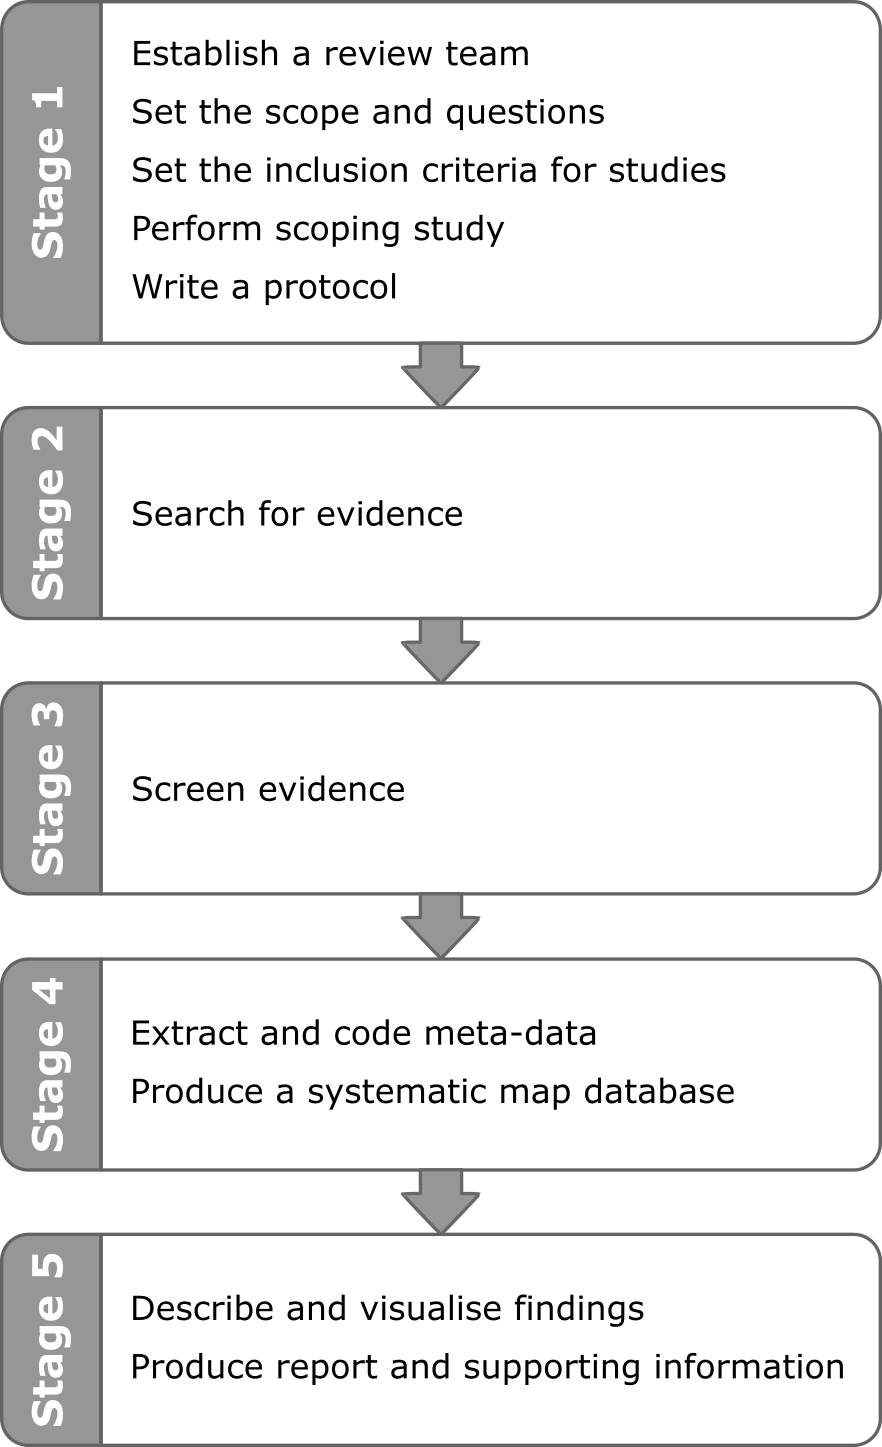 Stage 1
Establish a review team
Set the scope and questions
Set the inclusion criteria for studies
Perform scoping study
Write a protocol
Stage 2
Search for evidence
Stage 3
Screen evidence
Stage 4
Extract and code meta-data
Produce a systematic map database
Stage 5
Describe and visualise findings
Produce report and supporting information